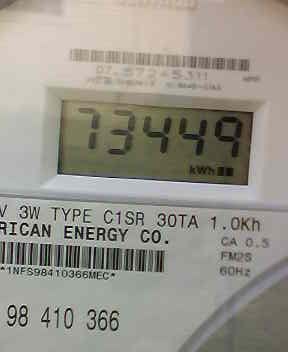 73449
kWh
V 3W TYPE C1SR 30TA 1.0Kh
RICAN ENERGY CO.
CA 0.5
FM2S
60Hz
*1NFS98410366MEC*
98 410 366